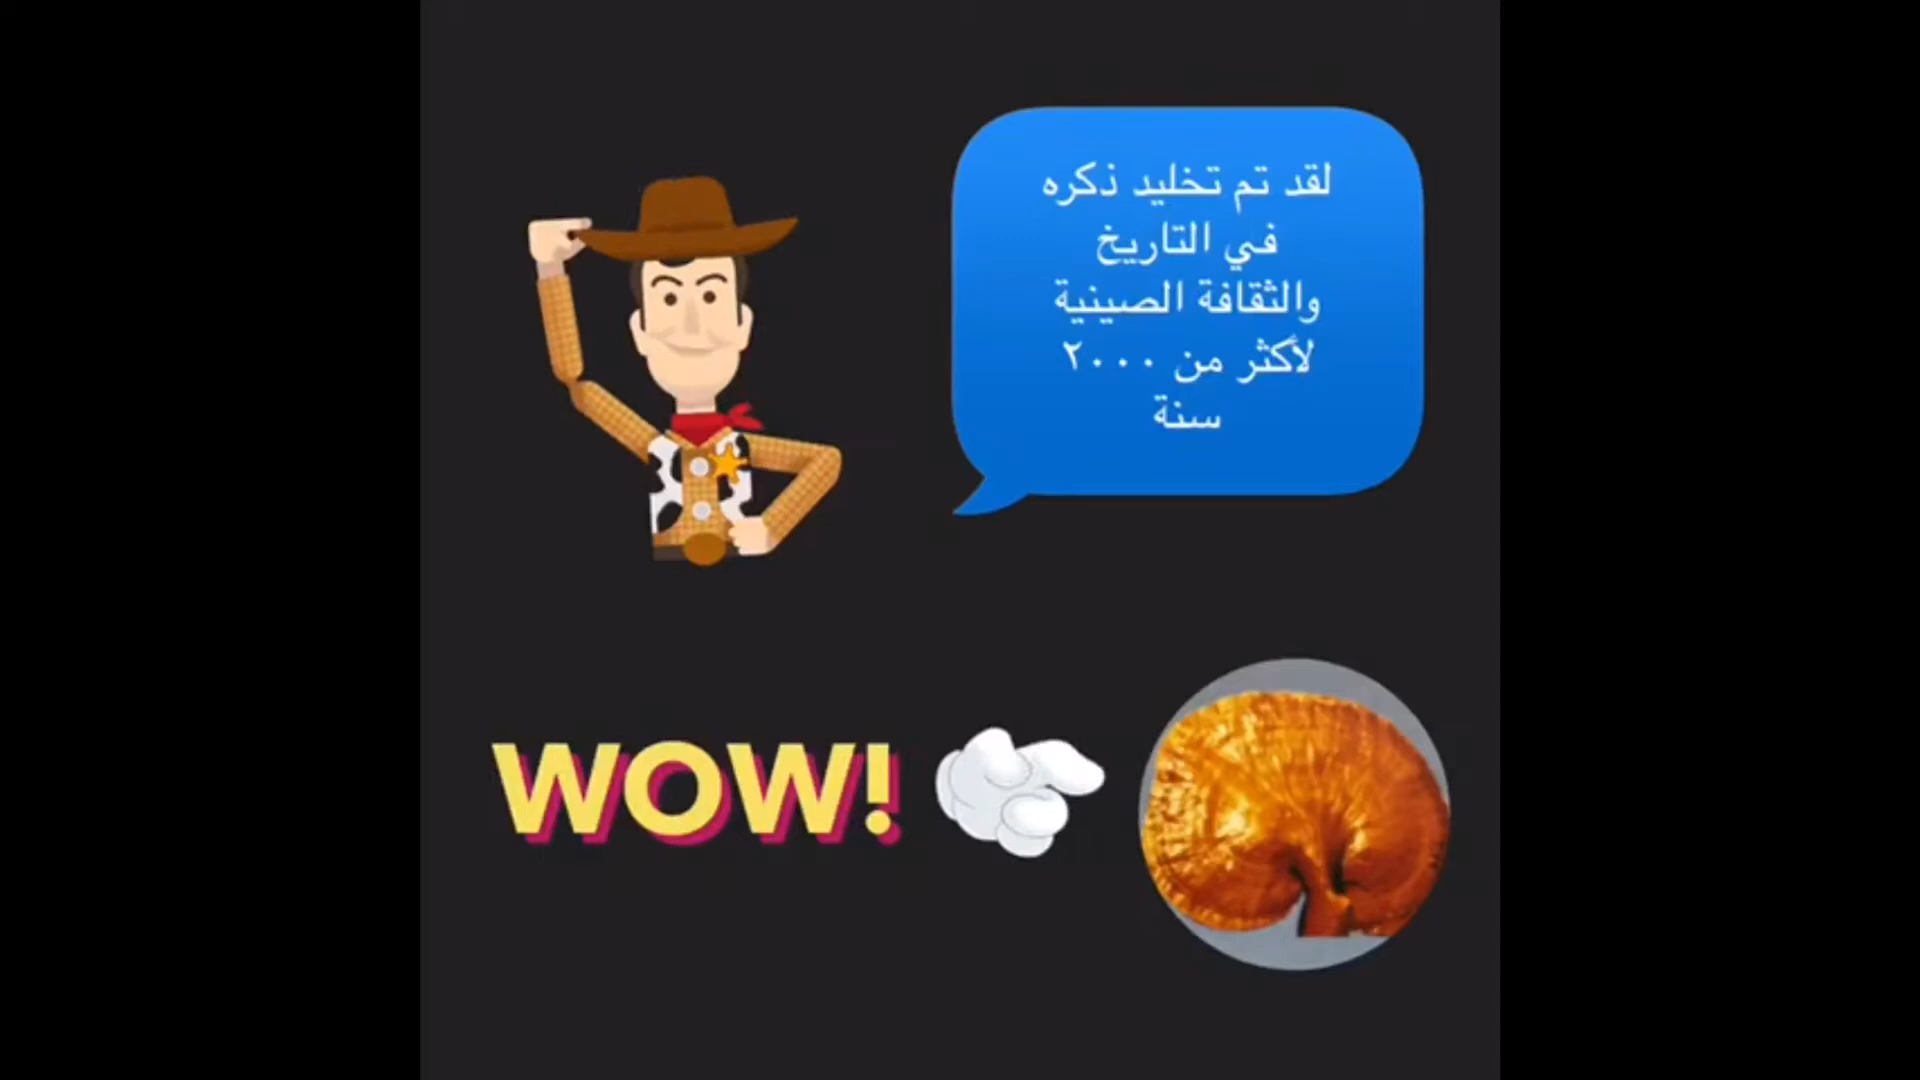 لقد تم تخليد ذكره
في التاريخ
والثقافة الصينية
لأكثر من ٢٠٠٠
سنة
WOW!